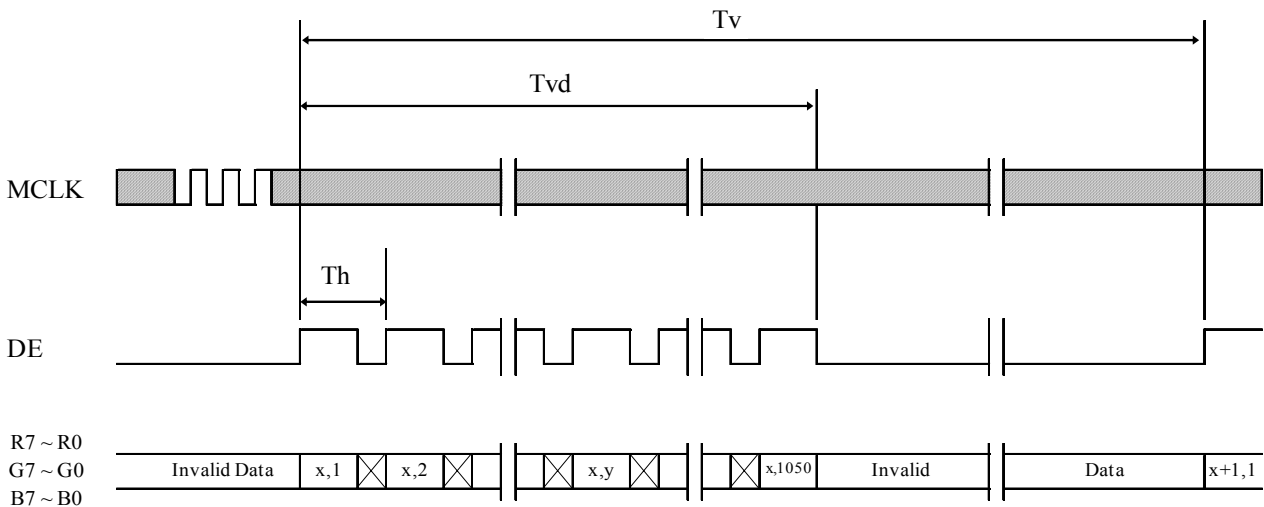 Tv
Tvd
MCLK
Th
DE
R7 ~ R0
G7 ~ G0
B7 ~ B0
Invalid Data
x,1
x,2
x,y
x,1050
Invalid
Data
x+1,1